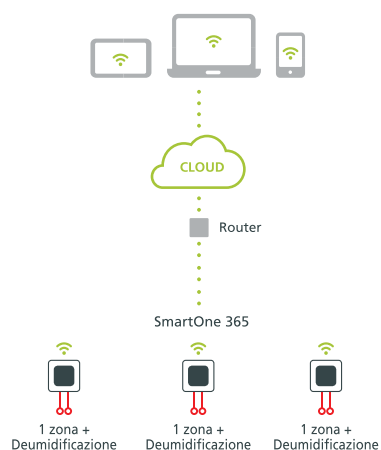 CLOUD
Router
SmartOne 365
1 zona +
Deumidificazione
1 zona +
Deumidificazione
1 zona +
Deumidificazione